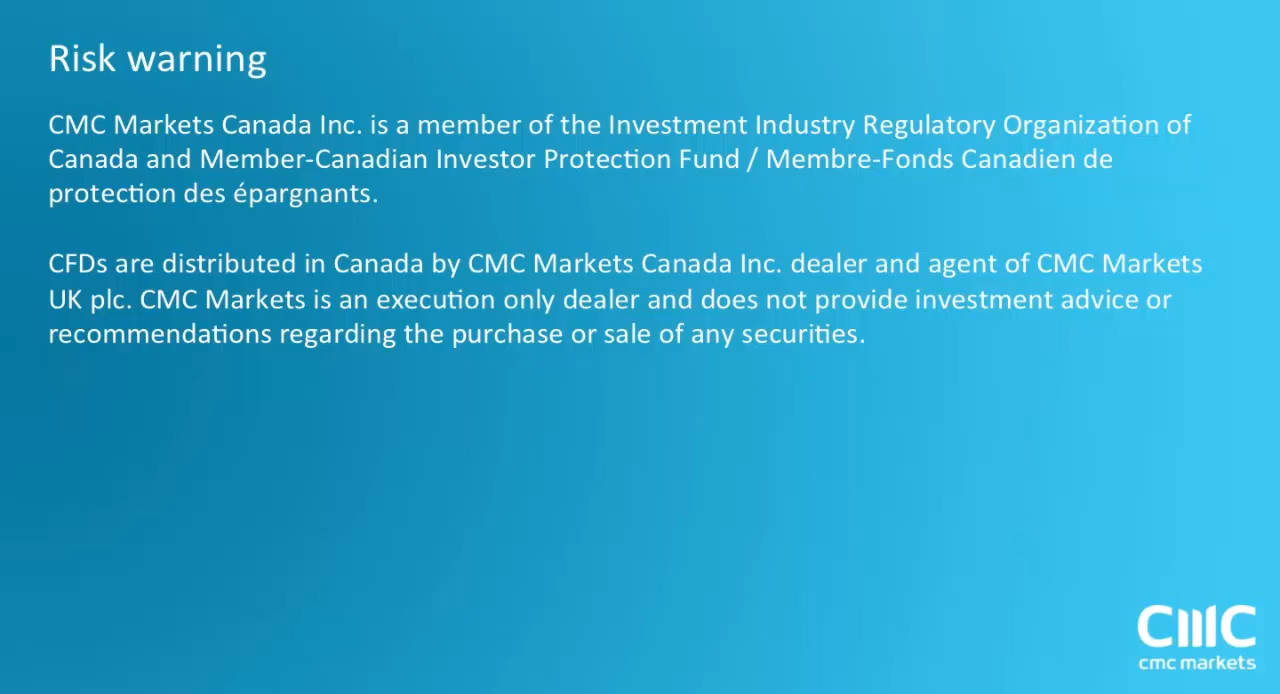 Risk warning
CMC Markets Canada Inc. is a member of the Investment Industry Regulatory Organization of
Canada and Member-Canadian Investor Protection Fund / Membre-Fonds Canadien de
protection des épargnants.
CFDs are distributed in Canada by CMC Markets Canada Inc. dealer and agent of CMC Markets
UK plc. CMC Markets is an execution only dealer and does not provide investment advice or
recommendations regarding the purchase or sale of any securities.
CMC
cmc markets